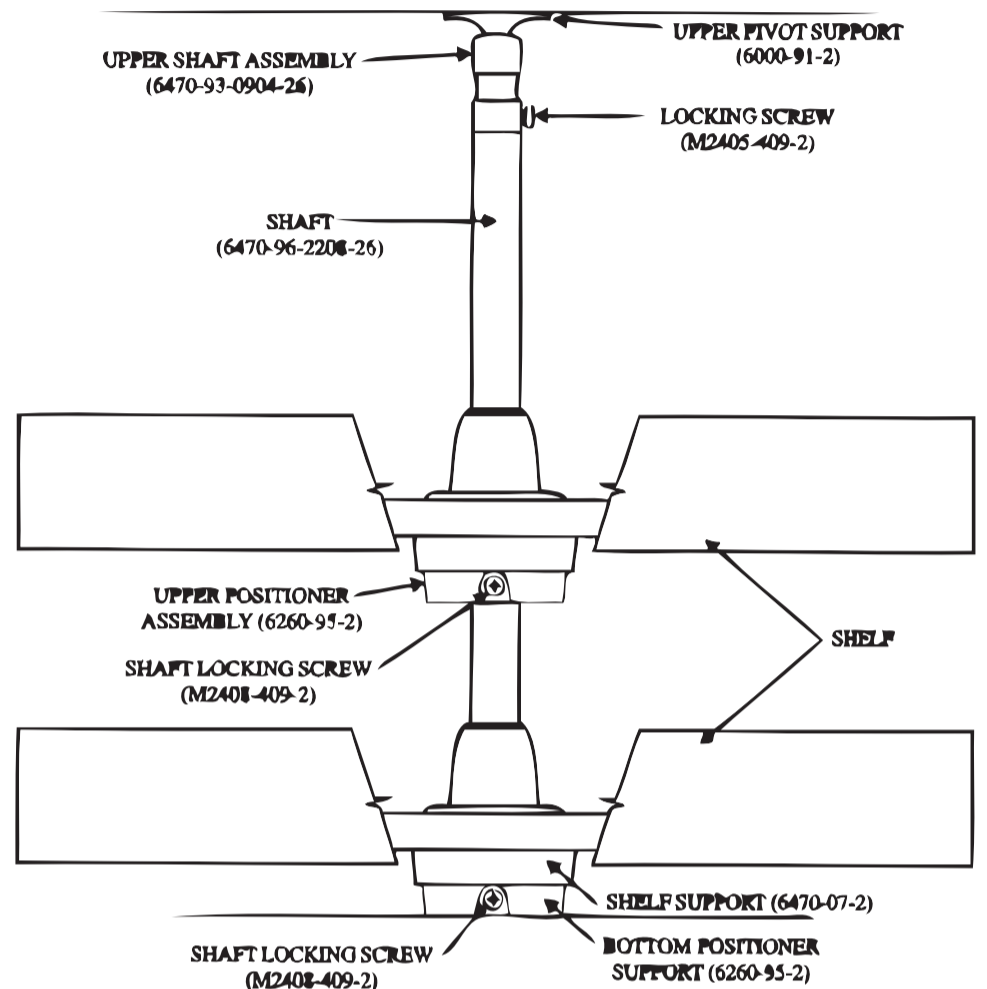 UPPER PIVOT SUPPORT
(6000-91-2)
UPPER SHAFT ASSEMBLY
(6470-93-0904-26)
LOCKING SCREW
(M2405-409-2)
SHAFT
(6470-96-2208-26)
UPPER POSITIONER
ASSEMBLY (6260-95-2)
SHELF
SHAFT LOCKING SCREW
(M2408-409-2)
SHELF SUPPORT (6470-07-2)
SHAFT LOCKING SCREW
(M2408-409-2)
BOTTOM POSITIONER
SUPPORT (6260-95-2)